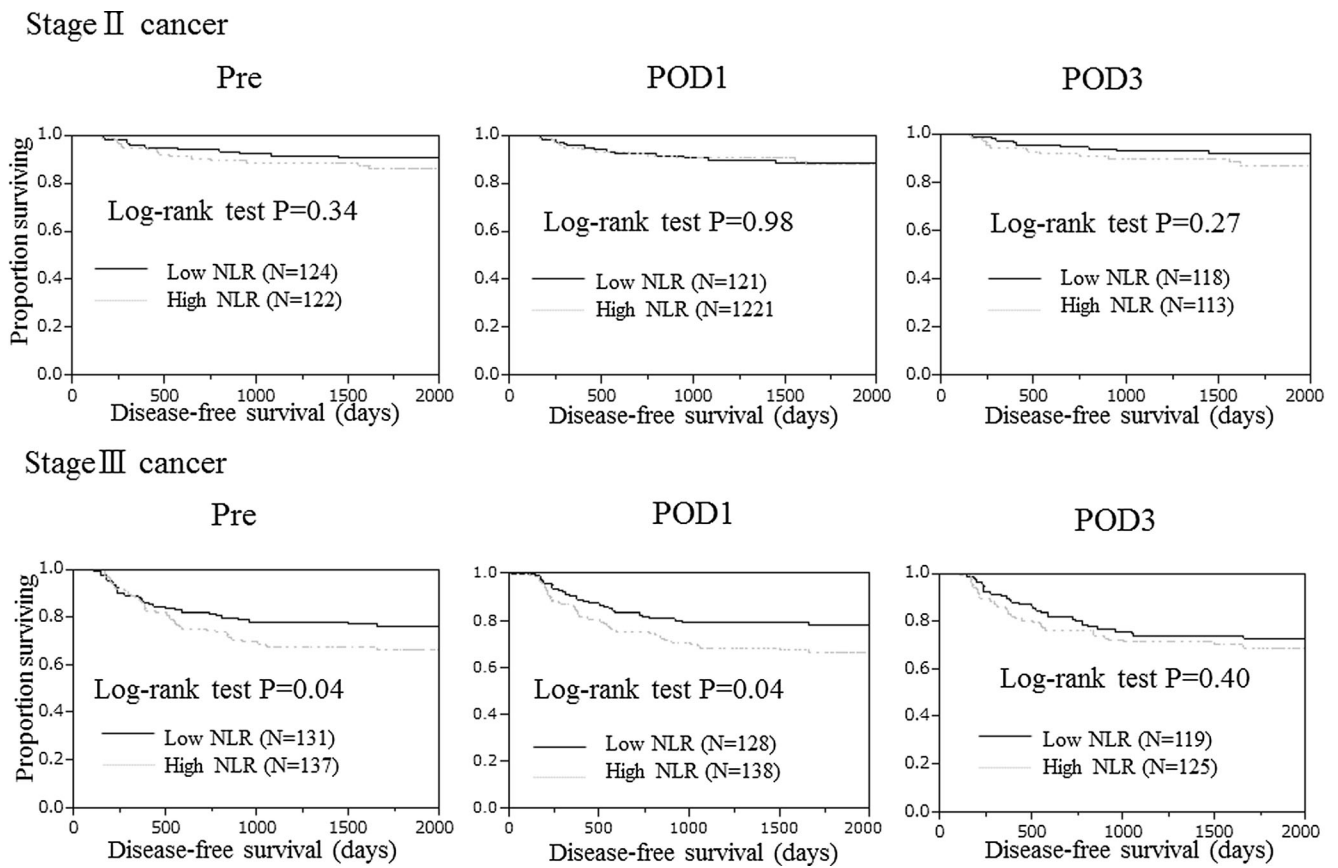 Stage Ⅱ cancer
Pre
POD1
POD3
Proportion surviving
1.0
0.8
0.6
0.4
0.2
0.0
Log-rank test P=0.34
Low NLR (N=124)
High NLR (N=122)
0 500 1000 1500 2000
Disease-free survival (days)
1.0
0.8
0.6
0.4
0.2
0.0
Log-rank test P=0.98
Low NLR (N=121)
High NLR (N=1221
0 500 1000 1500 2000
Disease-free survival (days)
1.0
0.8
0.6
0.4
0.2
0.0
Log-rank test P=0.27
Low NLR (N=118)
High NLR (N=113)
0 500 1000 1500 2000
Disease-free survival (days)
Stage Ⅲ cancer
Pre
POD1
POD3
Proportion surviving
1.0
0.8
0.6
0.4
0.2
0.0
Log-rank test P=0.04
Low NLR (N=131)
High NLR (N=137)
0 500 1000 1500 2000
Disease-free survival (days)
1.0
0.8
0.6
0.4
0.2
0.0
Log-rank test P=0.04
Low NLR (N=128)
High NLR (N=138)
0 500 1000 1500 2000
Disease-free survival (days)
1.0
0.8
0.6
0.4
0.2
0.0
Log-rank test P=0.40
Low NLR (N=119)
High NLR (N=125)
0 500 1000 1500 2000
Disease-free survival (days)